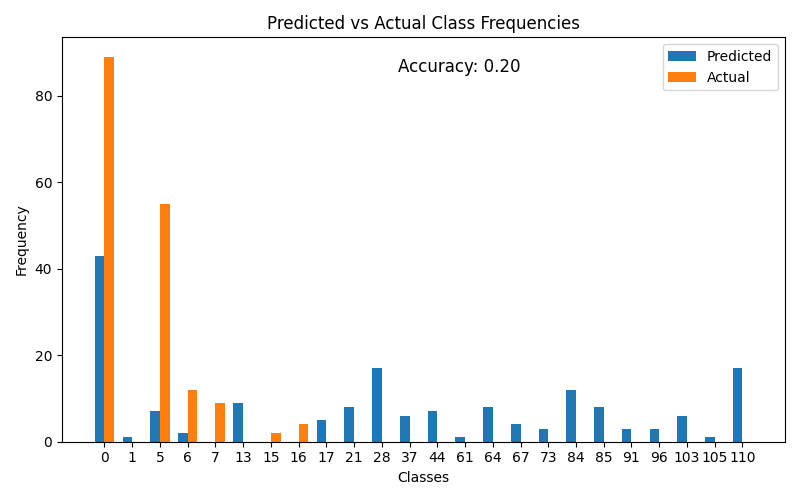 Predicted vs Actual Class Frequencies
Accuracy: 0.20
Predicted
Actual
Frequency
80
60
40
20
0
0 1 5 6 7 13 15 16 17 21 28 37 44 61 64 67 73 84 85 91 96 103 105 110
Classes